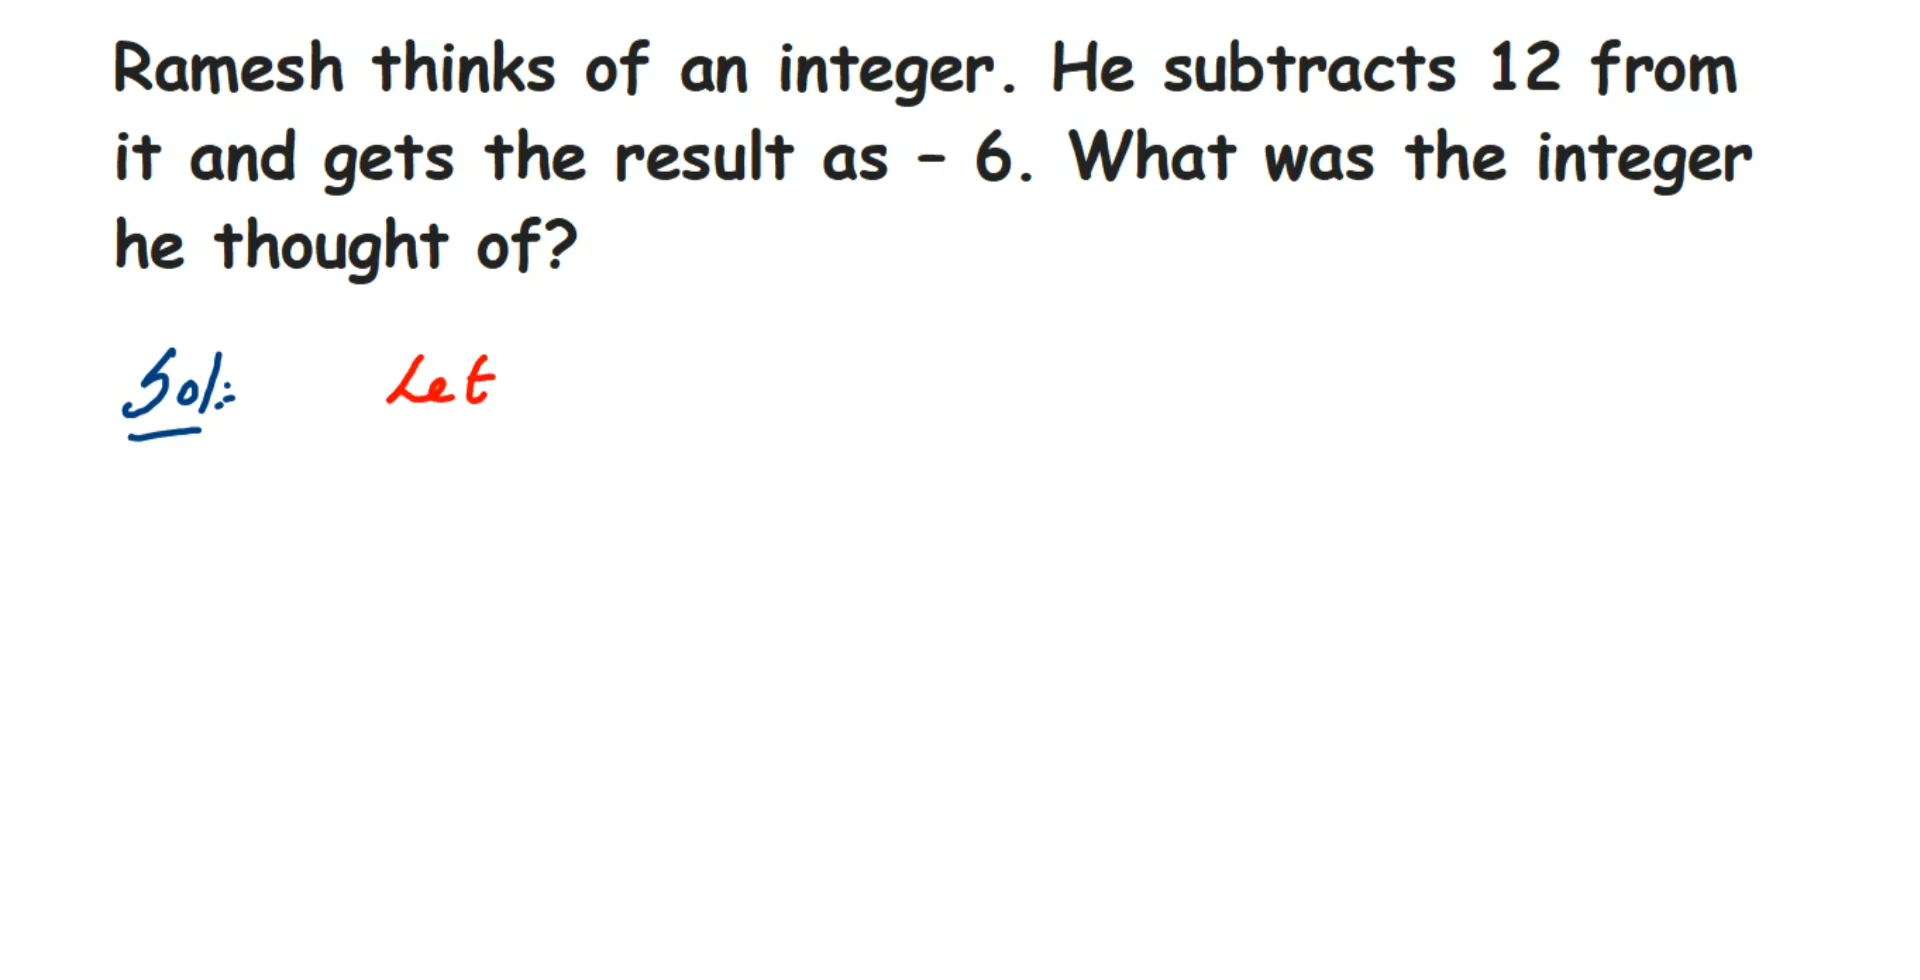 Ramesh thinks of an integer. He subtracts 12 from
it and gets the result as – 6. What was the integer
he thought of?
Sol:- Let